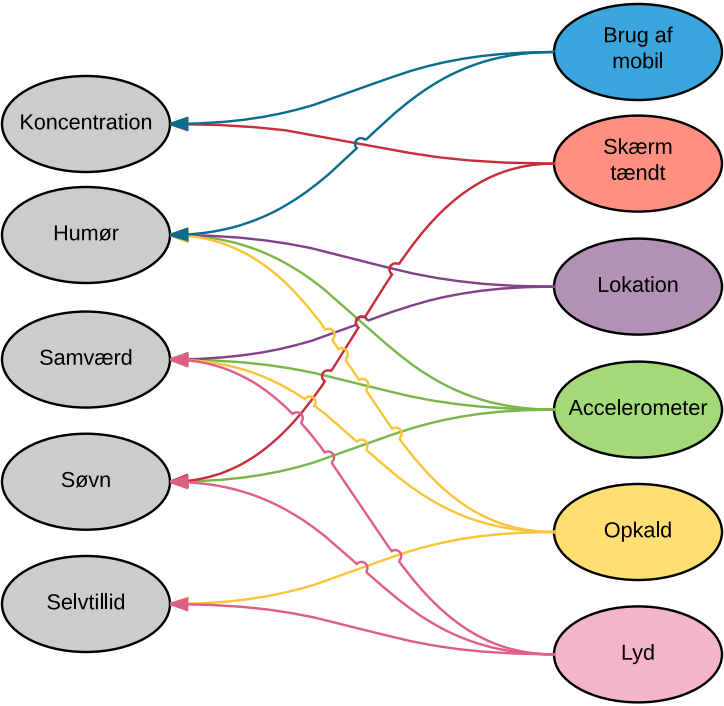 Koncentration
Humør
Samværd
Søvn
Selvtillid
Brug af
mobil
Skærm
tændt
Lokation
Accelerometer
Opkald
Lyd